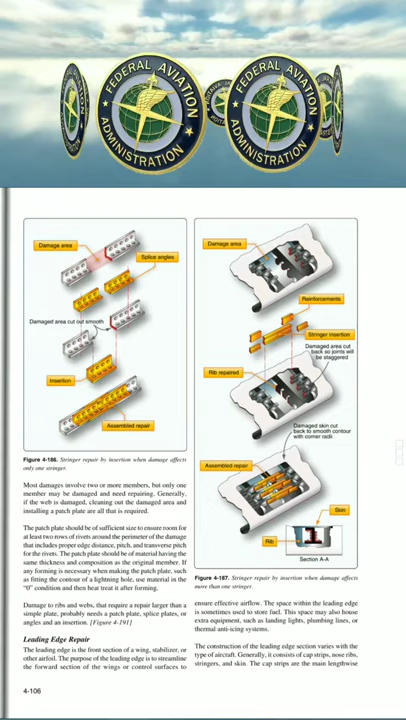 FEDERAL AVIATION
ADMINISTRATION
FEDERAL AVIATION
ADMINISTRATION
Damage area
Splice angles
Damaged area cut out smooth
Insertion
Assembled repair
Figure 4-186. Stringer repair by insertion when damage affects
only one stringer.
Most damages involve two or more members, but only one
member may be damaged and need repairing. Generally,
if the web is damaged, cleaning out the damaged area and
installing a patch plate are all that is required.
The patch plate should be of sufficient size to ensure room for
at least two rows of rivets around the perimeter of the damage
that includes proper edge distance, pitch, and transverse pitch
for the rivets. The patch plate should be of material having the
same thickness and composition as the original member. If
any forming is necessary when making the patch plate, such
as fitting the contour of a lightning hole, use material in the
“0” condition and then heat treat it after forming.
Damage to ribs and webs, that require a repair larger than a
simple plate, probably needs a patch plate, splice plates, or
angles and an insertion. [Figure 4-191]
Leading Edge Repair
The leading edge is the front section of a wing, stabilizer, or
other airfoil. The purpose of the leading edge is to streamline
the forward section of the wings or control surfaces to
4-106
Damage area
Reinforcements
Stringer insertion
Damaged area cut
back so joints will
be staggered
Rib repaired
Damaged skin cut
back to smooth contour
with corner radii
Assembled repair
Skin
Rib
Section A-A
Figure 4-187. Stringer repair by insertion when damage affects
more than one stringer.
ensure effective airflow. The space within the leading edge
is sometimes used to store fuel. This space may also house
extra equipment, such as landing lights, plumbing lines, or
thermal anti-icing systems.
The construction of the leading edge section varies with the
type of aircraft. Generally, it consists of cap strips, nose ribs,
stringers, and skin. The cap strips are the main lengthwise